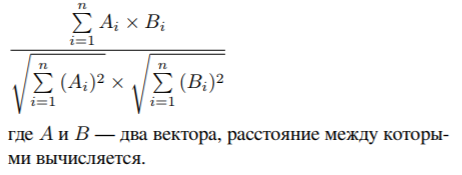 n
∑ A_i × B_i
i=1
√ n ∑ i=1 (A_i)² × √ n ∑ i=1 (B_i)²
где A и B — два вектора, расстояние между которы-
ми вычисляется.